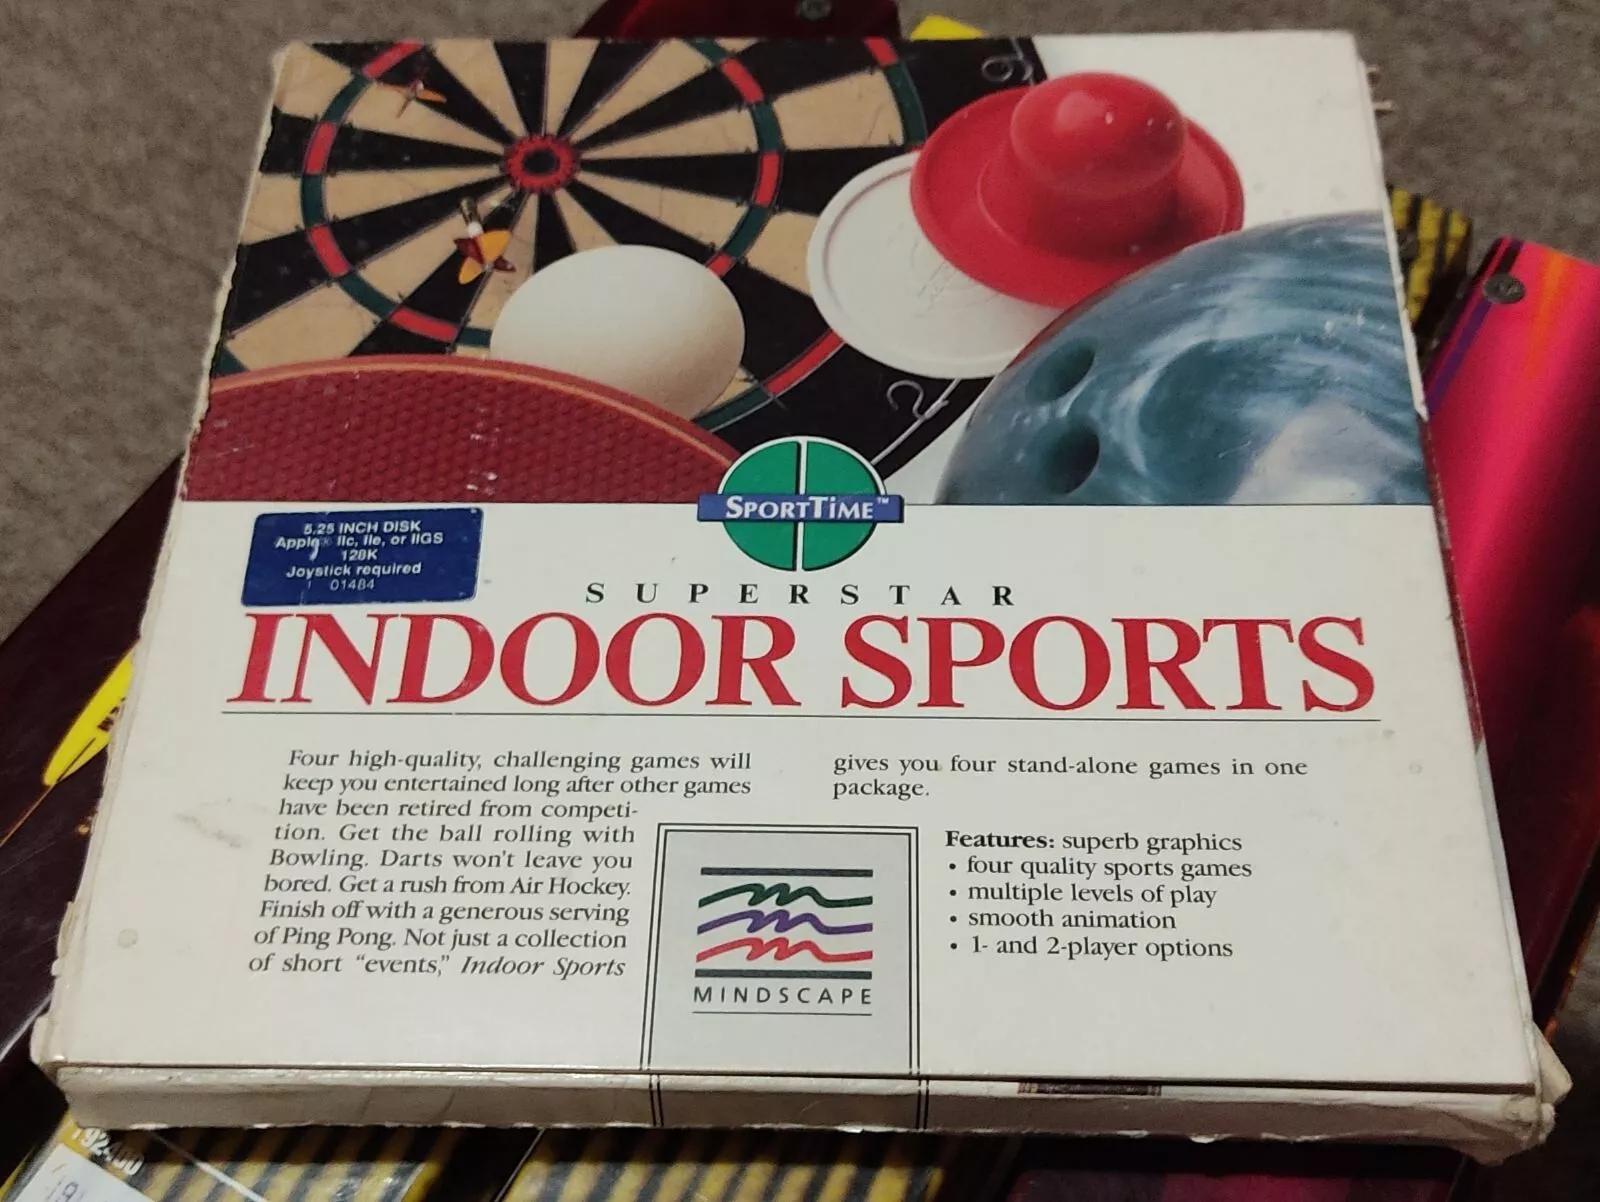 SPORTTIME™
5.25 INCH DISK
Apple® IIc, IIe, or IIGS
128K
Joystick required
01484
SUPERSTAR
INDOOR SPORTS
Four high-quality, challenging games will
keep you entertained long after other games
have been retired from competi-
tion. Get the ball rolling with
Bowling. Darts won't leave you
bored. Get a rush from Air Hockey.
Finish off with a generous serving
of Ping Pong. Not just a collection
of short "events," Indoor Sports
gives you four stand-alone games in one
package.
Features: superb graphics
• four quality sports games
• multiple levels of play
• smooth animation
• 1- and 2-player options
MINDSCAPE
192400